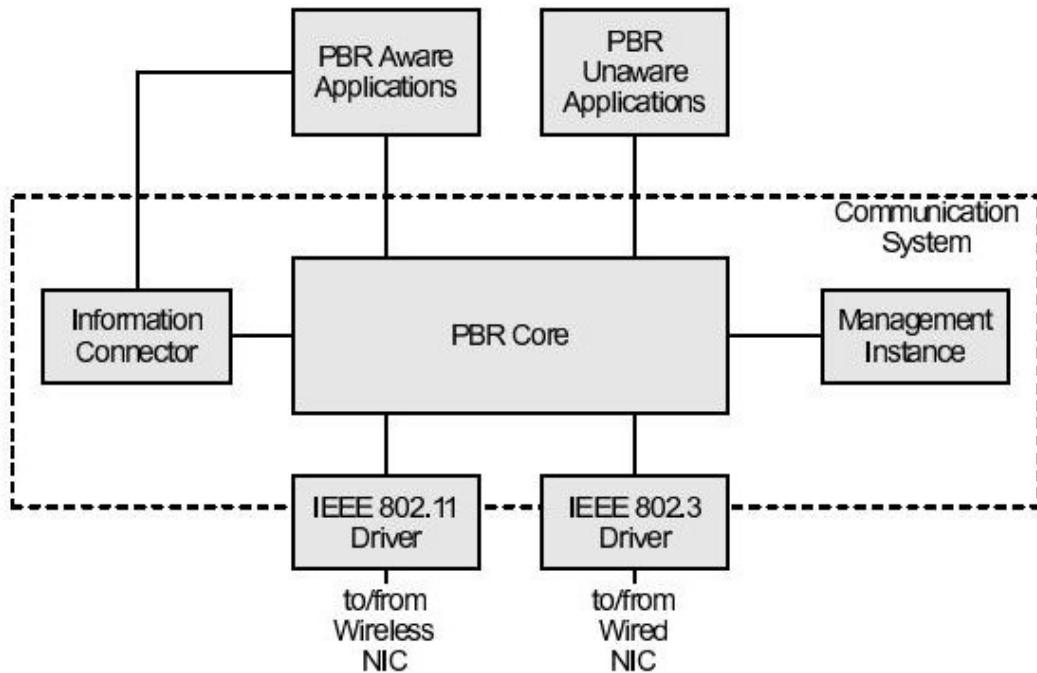 PBR Aware
Applications
PBR
Unaware
Applications
Communication
System
Information
Connector
PBR Core
Management
Instance
IEEE 802.11
Driver
IEEE 802.3
Driver
to/from
Wireless
NIC
to/from
Wired
NIC